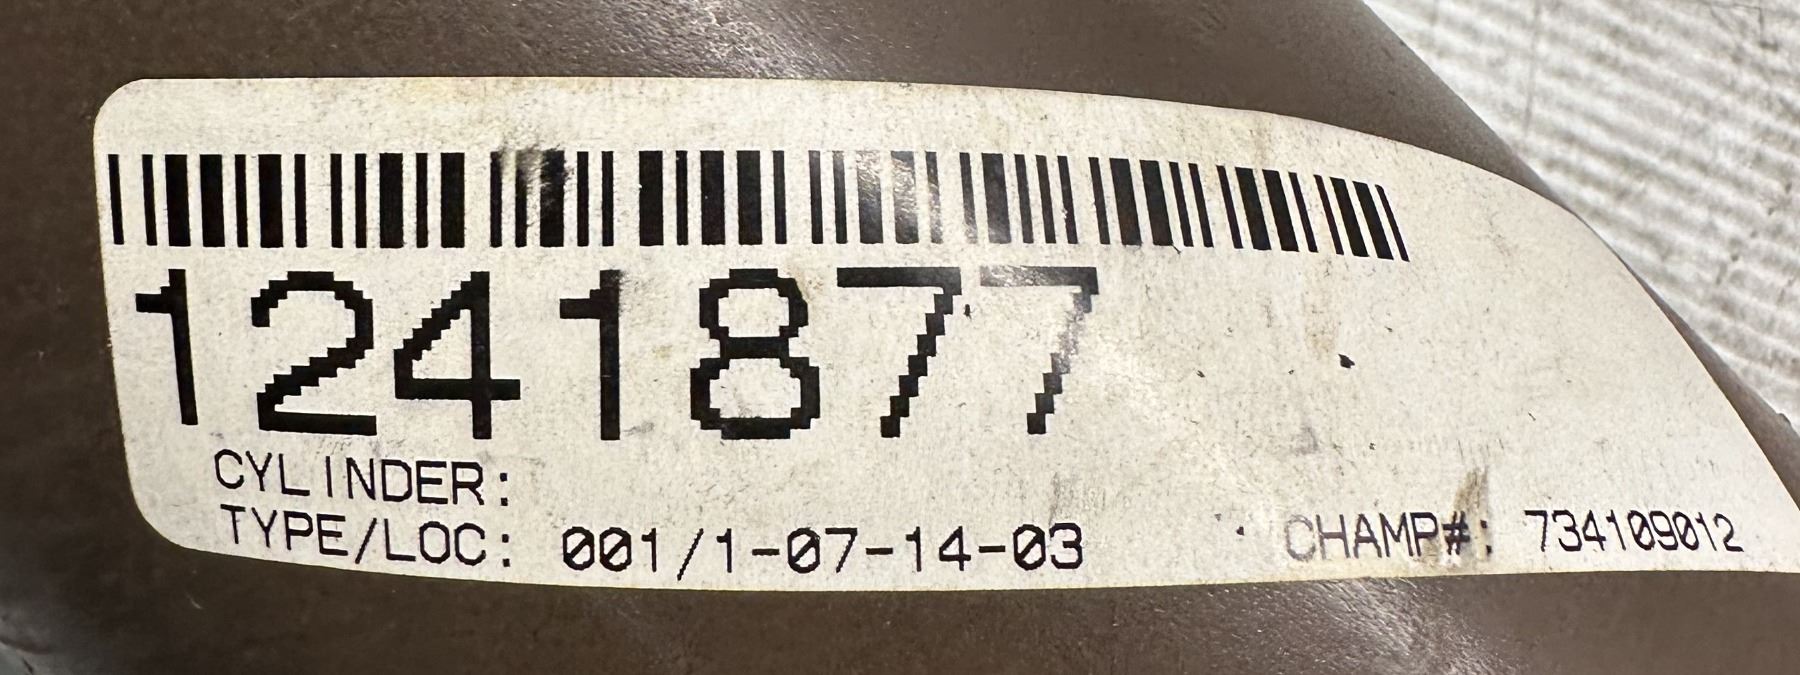 1241877
CYLINDER:
TYPE/LOC: 001/1-07-14-03 CHAMP#: 734109012